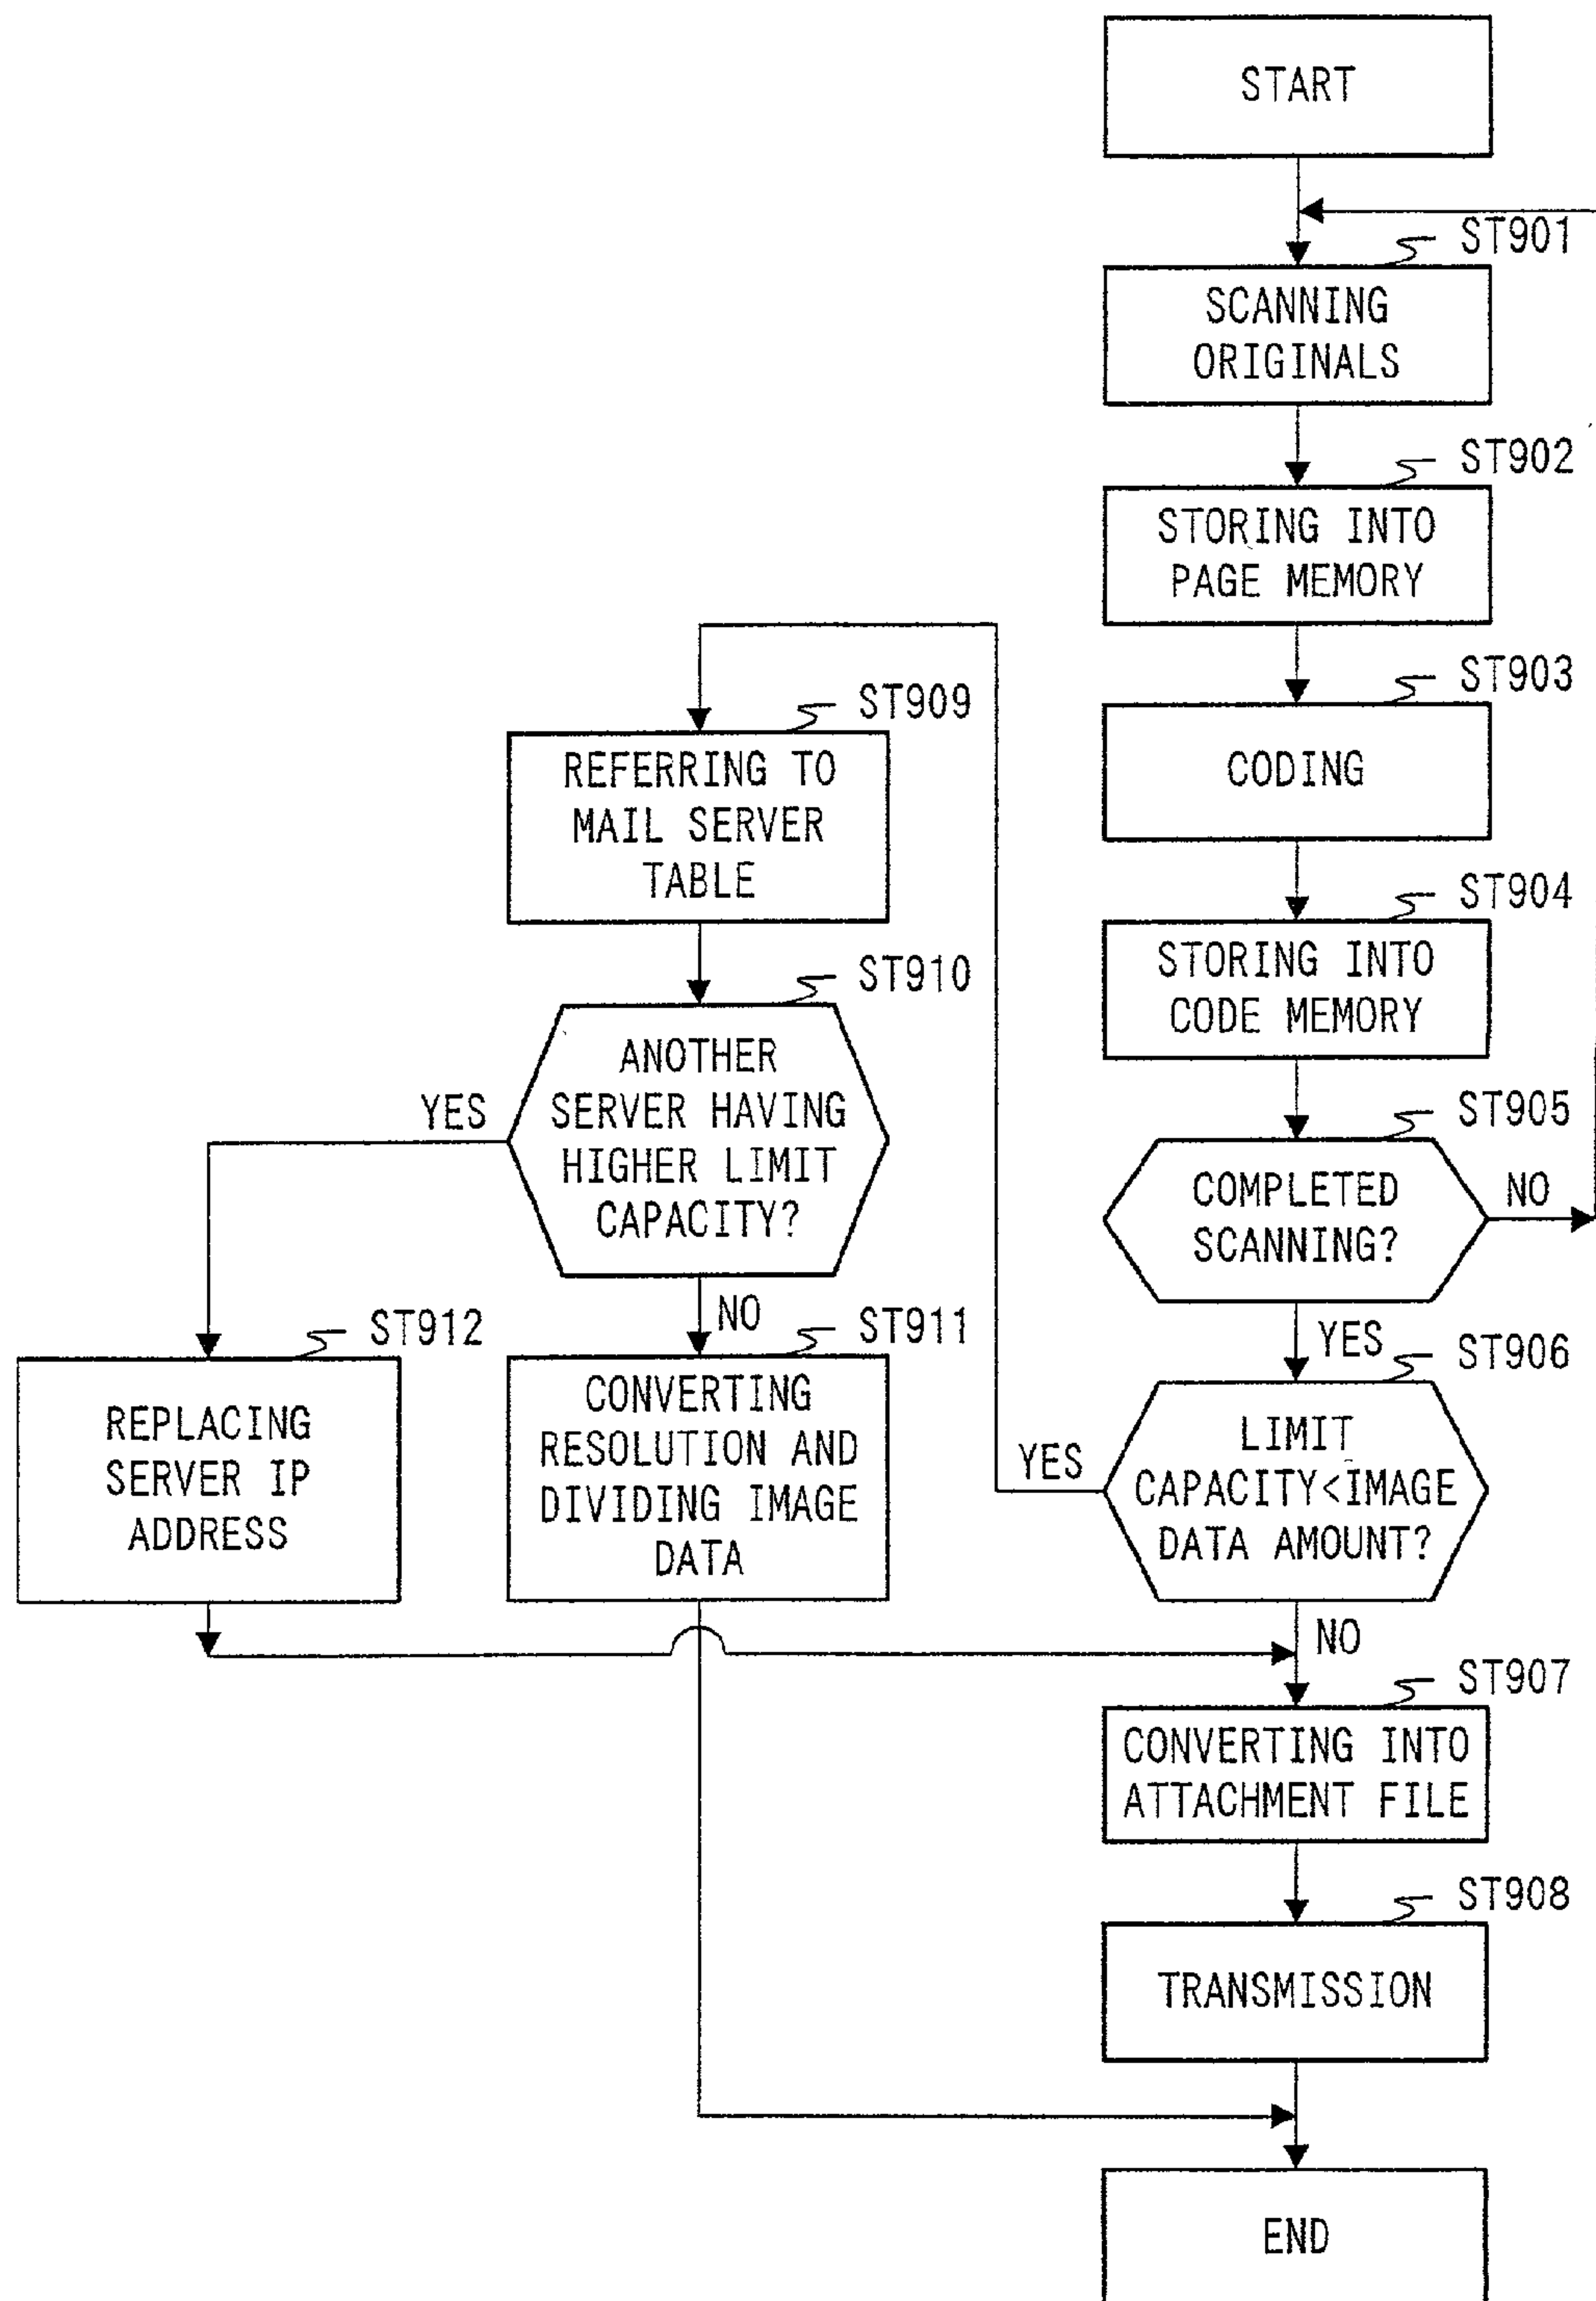 START
ST901
SCANNING
ORIGINALS
ST902
STORING INTO
PAGE MEMORY
ST903
CODING
ST904
STORING INTO
CODE MEMORY
ST905
COMPLETED
SCANNING?
NO
YES
ST906
LIMIT
CAPACITY<IMAGE
DATA AMOUNT?
YES
NO
ST907
CONVERTING INTO
ATTACHMENT FILE
ST908
TRANSMISSION
END
ST909
REFERRING TO
MAIL SERVER
TABLE
ST910
ANOTHER
SERVER HAVING
HIGHER LIMIT
CAPACITY?
YES
NO
ST911
CONVERTING
RESOLUTION AND
DIVIDING IMAGE
DATA
ST912
REPLACING
SERVER IP
ADDRESS